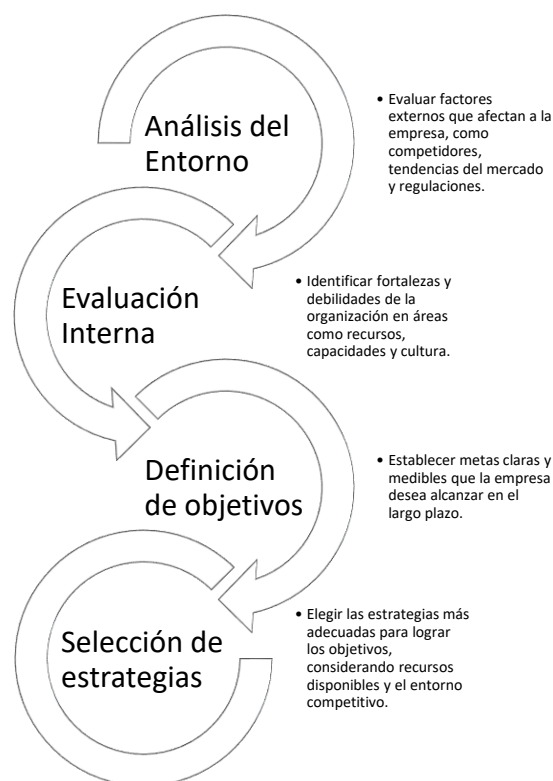 Análisis del
Entorno
• Evaluar factores
externos que afectan a la
empresa, como
competidores,
tendencias del mercado
y regulaciones.
Evaluación
Interna
• Identificar fortalezas y
debilidades de la
organización en áreas
como recursos,
capacidades y cultura.
Definición
de objetivos
• Establecer metas claras y
medibles que la empresa
desea alcanzar en el
largo plazo.
Selección de
estrategias
• Elegir las estrategias más
adecuadas para lograr
los objetivos,
considerando recursos
disponibles y el entorno
competitivo.